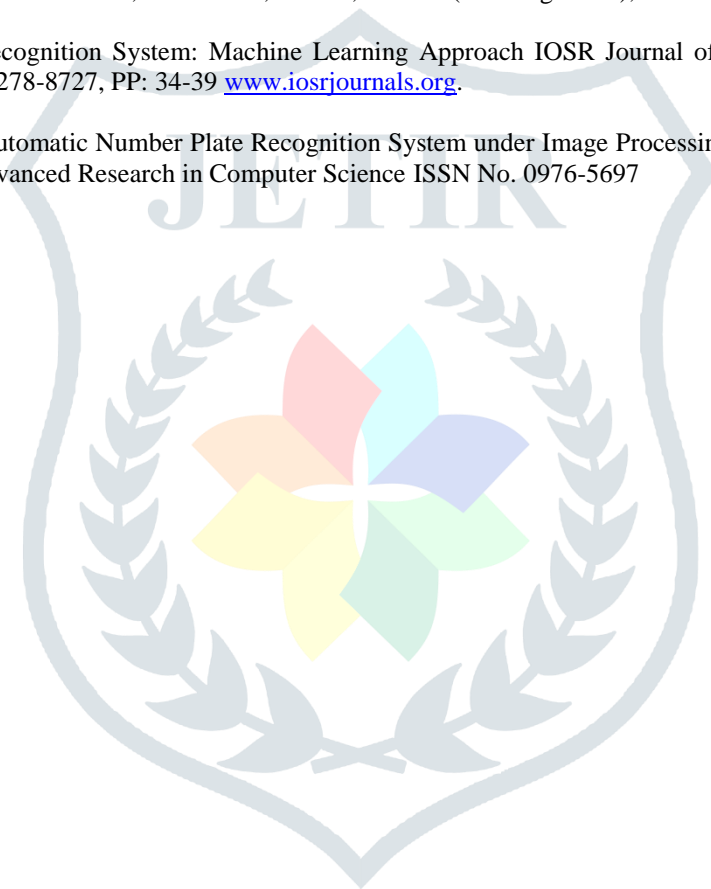 ecognition System: Machine Learning Approach IOSR Journal of
278-8727, PP: 34-39 www.iosrjournals.org.
utomatic Number Plate Recognition System under Image Processin
vanced Research in Computer Science ISSN No. 0976-5697
JETIR